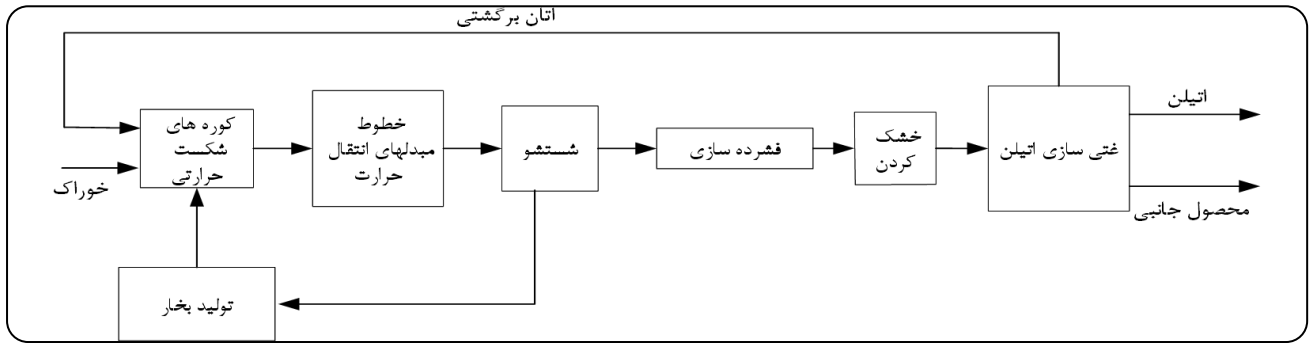 اتان برگشتی
کوره های
شکست
حرارتی
خطوط
مبدلهای انتقال
حرارت
شستشو
فشرده سازی
خشک
کردن
غتی سازی اتیلن
اتیلن
محصول جانبی
خوراک
تولید بخار